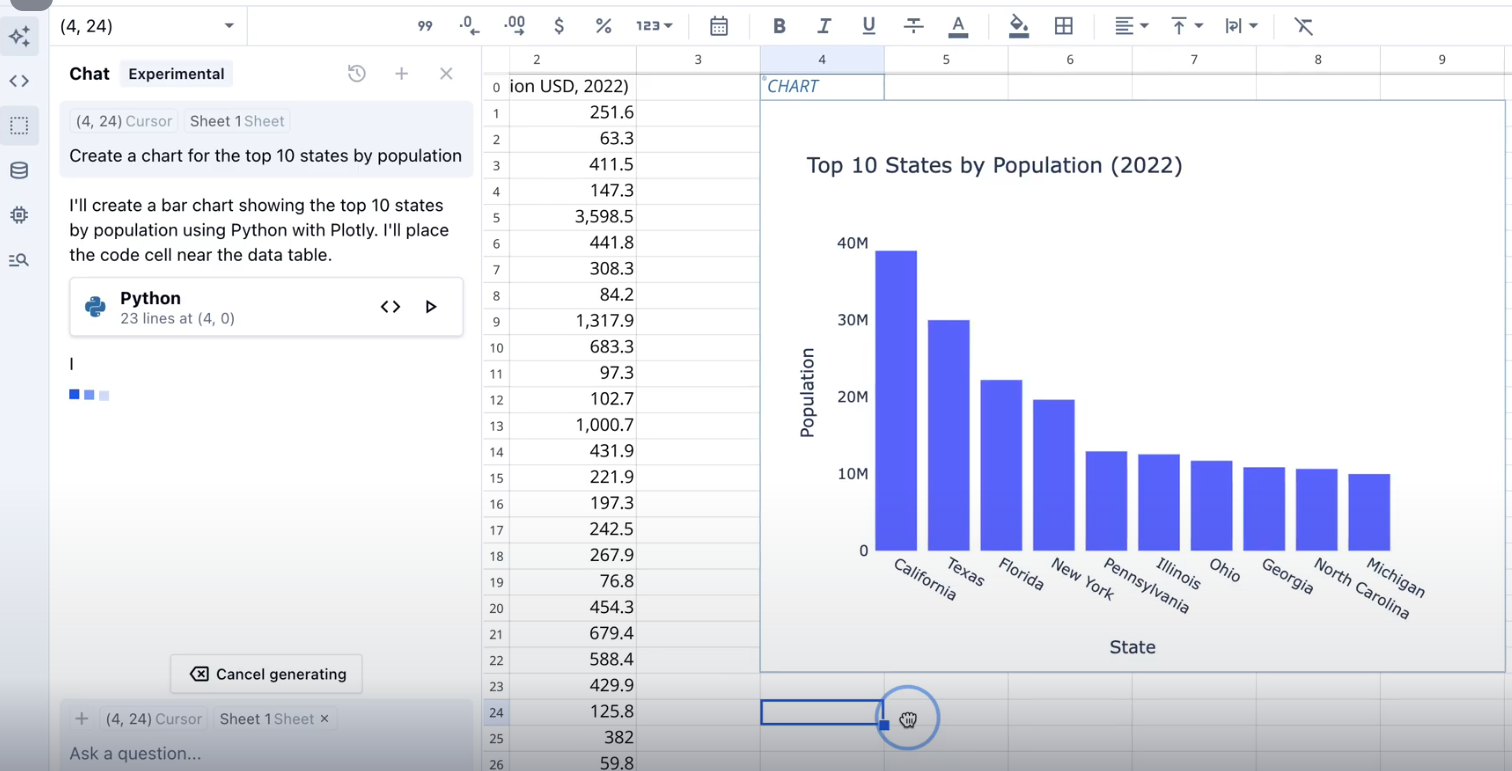 (4, 24)
99 .0 .00 $ % 123 B I U A
Chat Experimental
(4, 24) Cursor Sheet 1 Sheet
Create a chart for the top 10 states by population
I'll create a bar chart showing the top 10 states
by population using Python with Plotly. I'll place
the code cell near the data table.
Python
23 lines at (4, 0)
I
Cancel generating
(4, 24) Cursor Sheet 1 Sheet ×
Ask a question...
2 3 4 5 6 7 8 9
0 ion USD, 2022) CHART
1 251.6
2 63.3
3 411.5
4 147.3
5 3,598.5
6 441.8
7 308.3
8 84.2
9 1,317.9
10 683.3
11 97.3
12 102.7
13 1,000.7
14 431.9
15 221.9
16 197.3
17 242.5
18 267.9
19 76.8
20 454.3
21 679.4
22 588.4
23 429.9
24 125.8
25 382
26 59.8
Top 10 States by Population (2022)
40M
30M
20M
10M
0
Population
California
Texas
Florida
New York
Pennsylvania
Illinois
Ohio
Georgia
North Carolina
Michigan
State